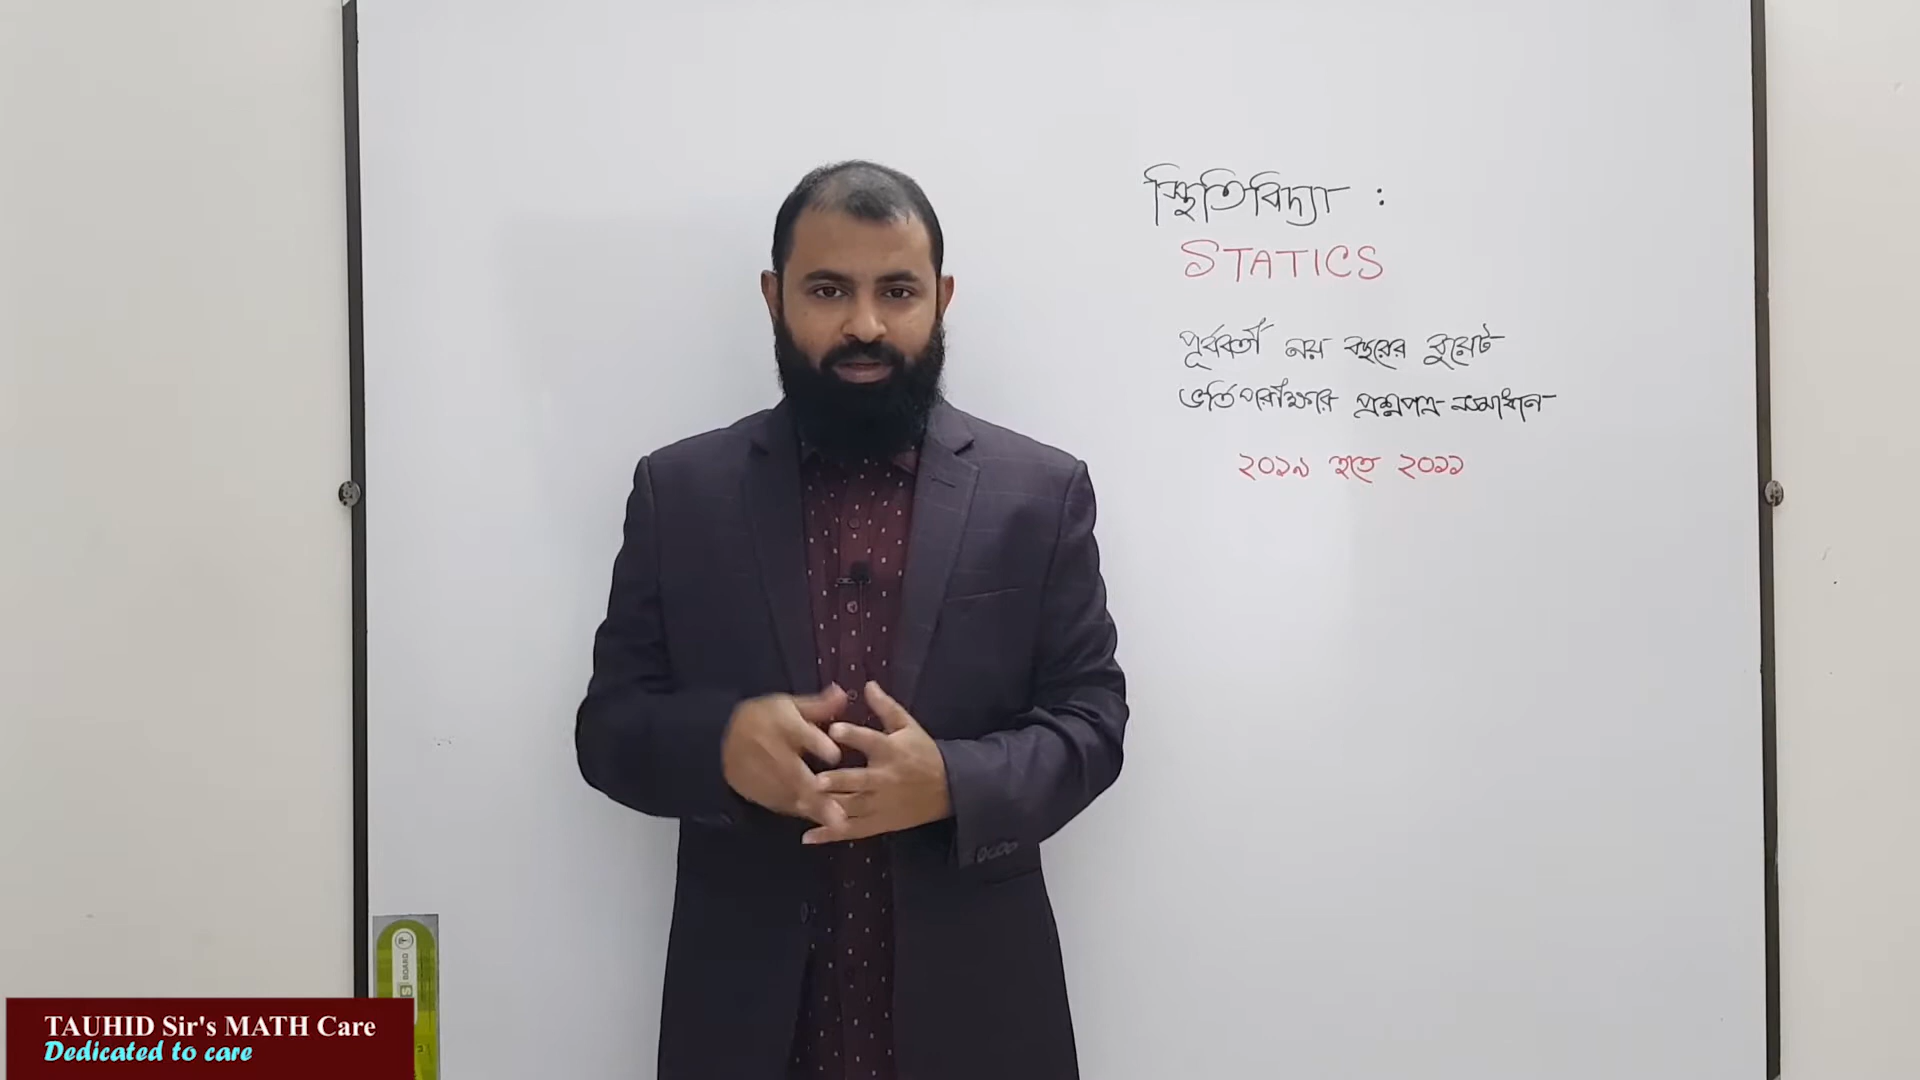 স্থিতিবিদ্যা :
STATICS
পূর্ববর্তী নয় বছরের বুয়েট
ভর্তিপরীক্ষার প্রশ্নপত্র সমাধান
২০১৯ হতে ২০১১
BOARD
TAUHID Sir's MATH Care
Dedicated to care